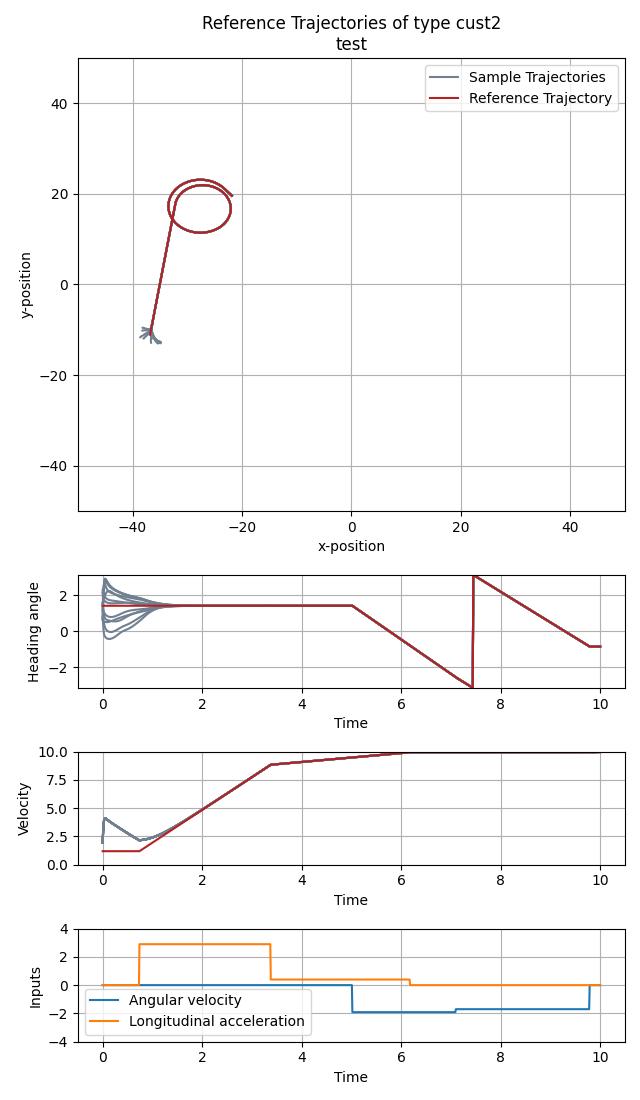 Reference Trajectories of type cust2
test
Sample Trajectories
Reference Trajectory
40
20
0
−20
−40
y-position
−40 −20 0 20 40
x-position
2
0
−2
Heading angle
0 2 4 6 8 10
Time
10.0
7.5
5.0
2.5
0.0
Velocity
0 2 4 6 8 10
Time
4
2
0
−2
−4
Inputs
Angular velocity
Longitudinal acceleration
0 2 4 6 8 10
Time